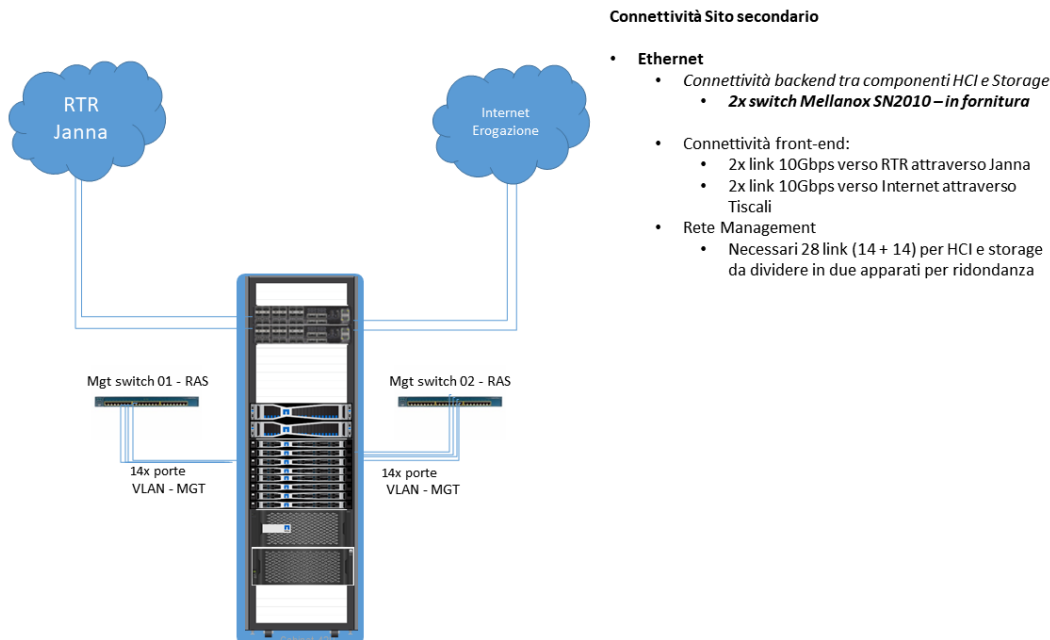 Connettività Sito secondario
• Ethernet
• Connettività backend tra componenti HCI e Storage
• 2x switch Mellanox SN2010 – in fornitura
• Connettività front-end:
• 2x link 10Gbps verso RTR attraverso Janna
• 2x link 10Gbps verso Internet attraverso
Tiscali
• Rete Management
• Necessari 28 link (14 + 14) per HCI e storage
da dividere in due apparati per ridondanza
RTR
Janna
Internet
Erogazione
Mgt switch 01 - RAS
Mgt switch 02 - RAS
14x porte
VLAN - MGT
14x porte
VLAN - MGT